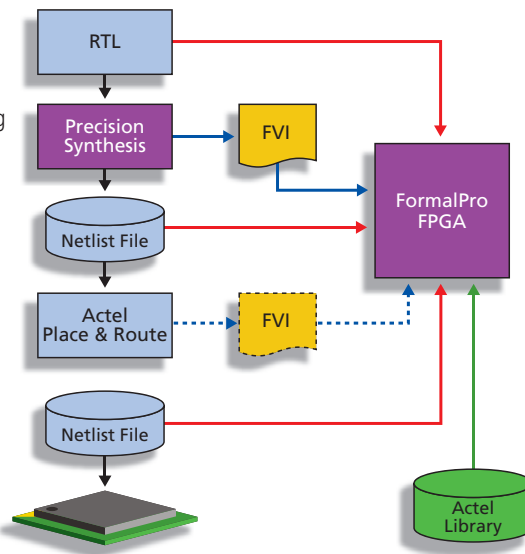 RTL
g
Precision
Synthesis
FVI
FormalPro
FPGA
Netlist File
Actel
Place & Route
FVI
Netlist File
Actel
Library